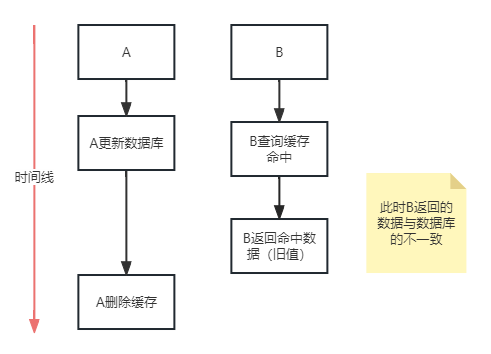 A
B
A更新数据库
B查询缓存
命中
时间线
此时B返回的
数据与数据库
的不一致
B返回命中数
据（旧值）
A删除缓存